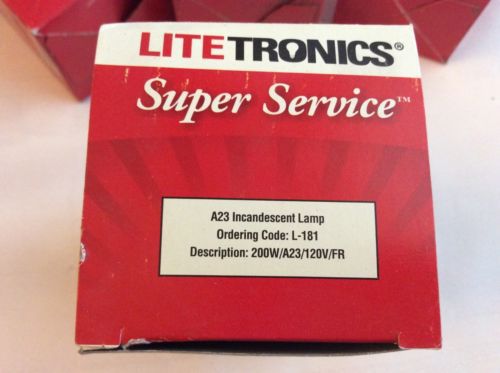 LITETRONICS®
Super Service™
A23 Incandescent Lamp
Ordering Code: L-181
Description: 200W/A23/120V/FR